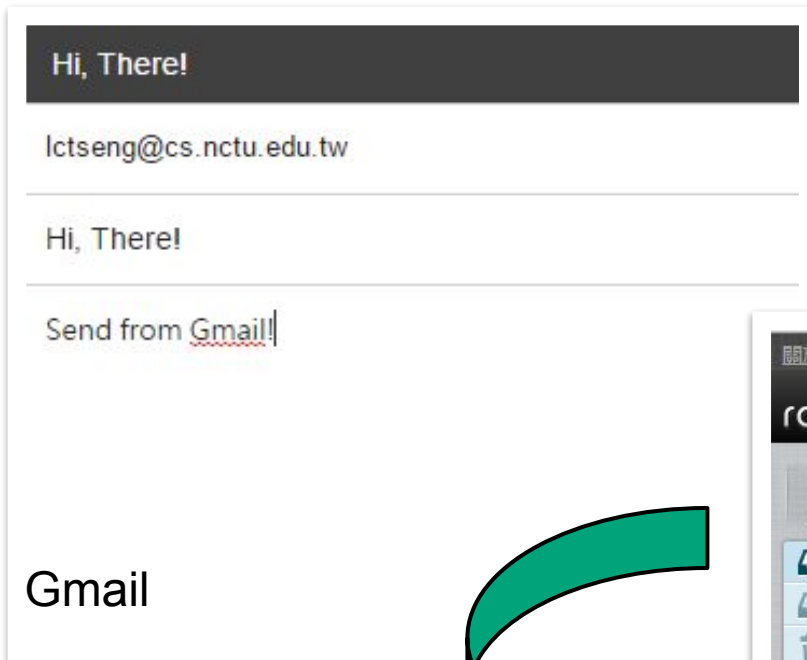 Hi, There!
lctseng@cs.nctu.edu.tw
Hi, There!
Send from Gmail!
Gmail